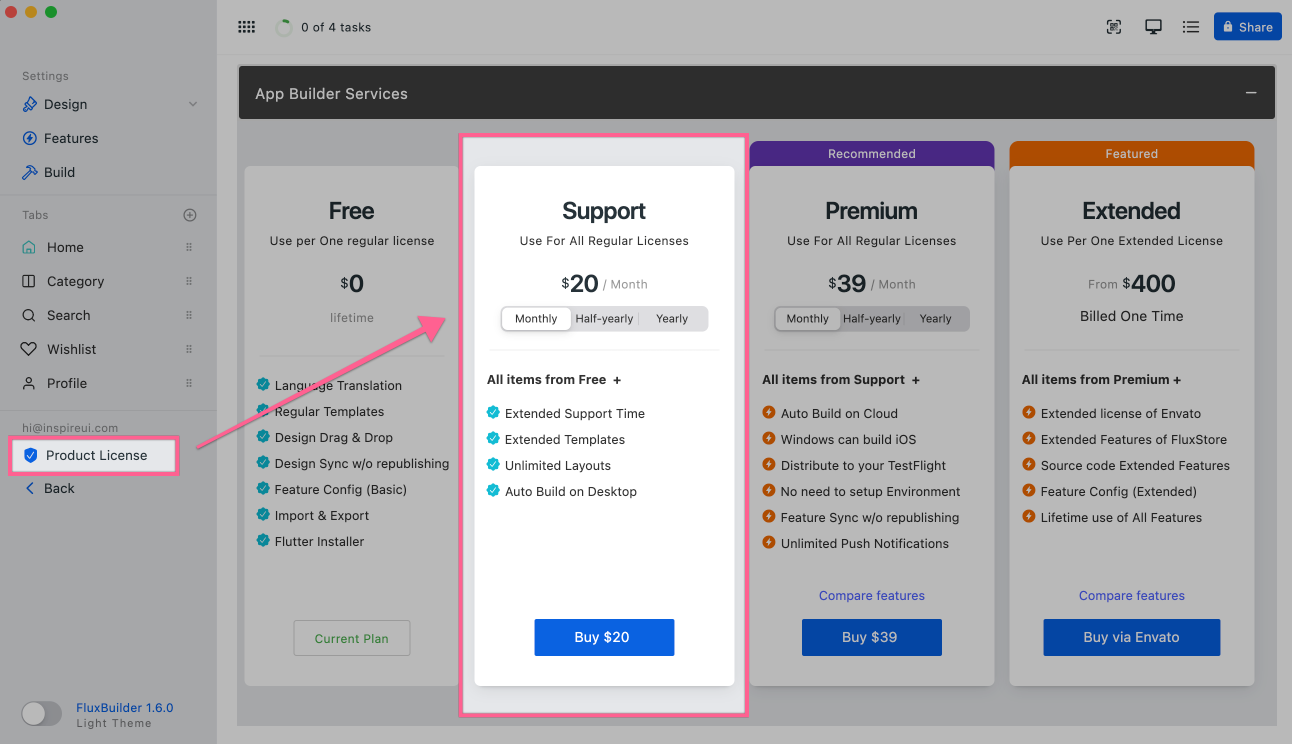 Settings
Design
Features
Build
Tabs
Home
Category
Search
Wishlist
Profile
hi@inspireui.com
Product License
Back
FluxBuilder 1.6.0
Light Theme
0 of 4 tasks
Share
App Builder Services
Free
Use per One regular license
$0
lifetime
Language Translation
Regular Templates
Design Drag & Drop
Design Sync w/o republishing
Feature Config (Basic)
Import & Export
Flutter Installer
Current Plan
Support
Use For All Regular Licenses
$20 / Month
Monthly Half-yearly Yearly
All items from Free +
Extended Support Time
Extended Templates
Unlimited Layouts
Auto Build on Desktop
Buy $20
Recommended
Premium
Use For All Regular Licenses
$39 / Month
Monthly Half-yearly Yearly
All items from Support +
Auto Build on Cloud
Windows can build iOS
Distribute to your TestFlight
No need to setup Environment
Feature Sync w/o republishing
Unlimited Push Notifications
Compare features
Buy $39
Featured
Extended
Use Per One Extended License
From $400
Billed One Time
All items from Premium +
Extended license of Envato
Extended Features of FluxStore
Source code Extended Features
Feature Config (Extended)
Lifetime use of All Features
Compare features
Buy via Envato